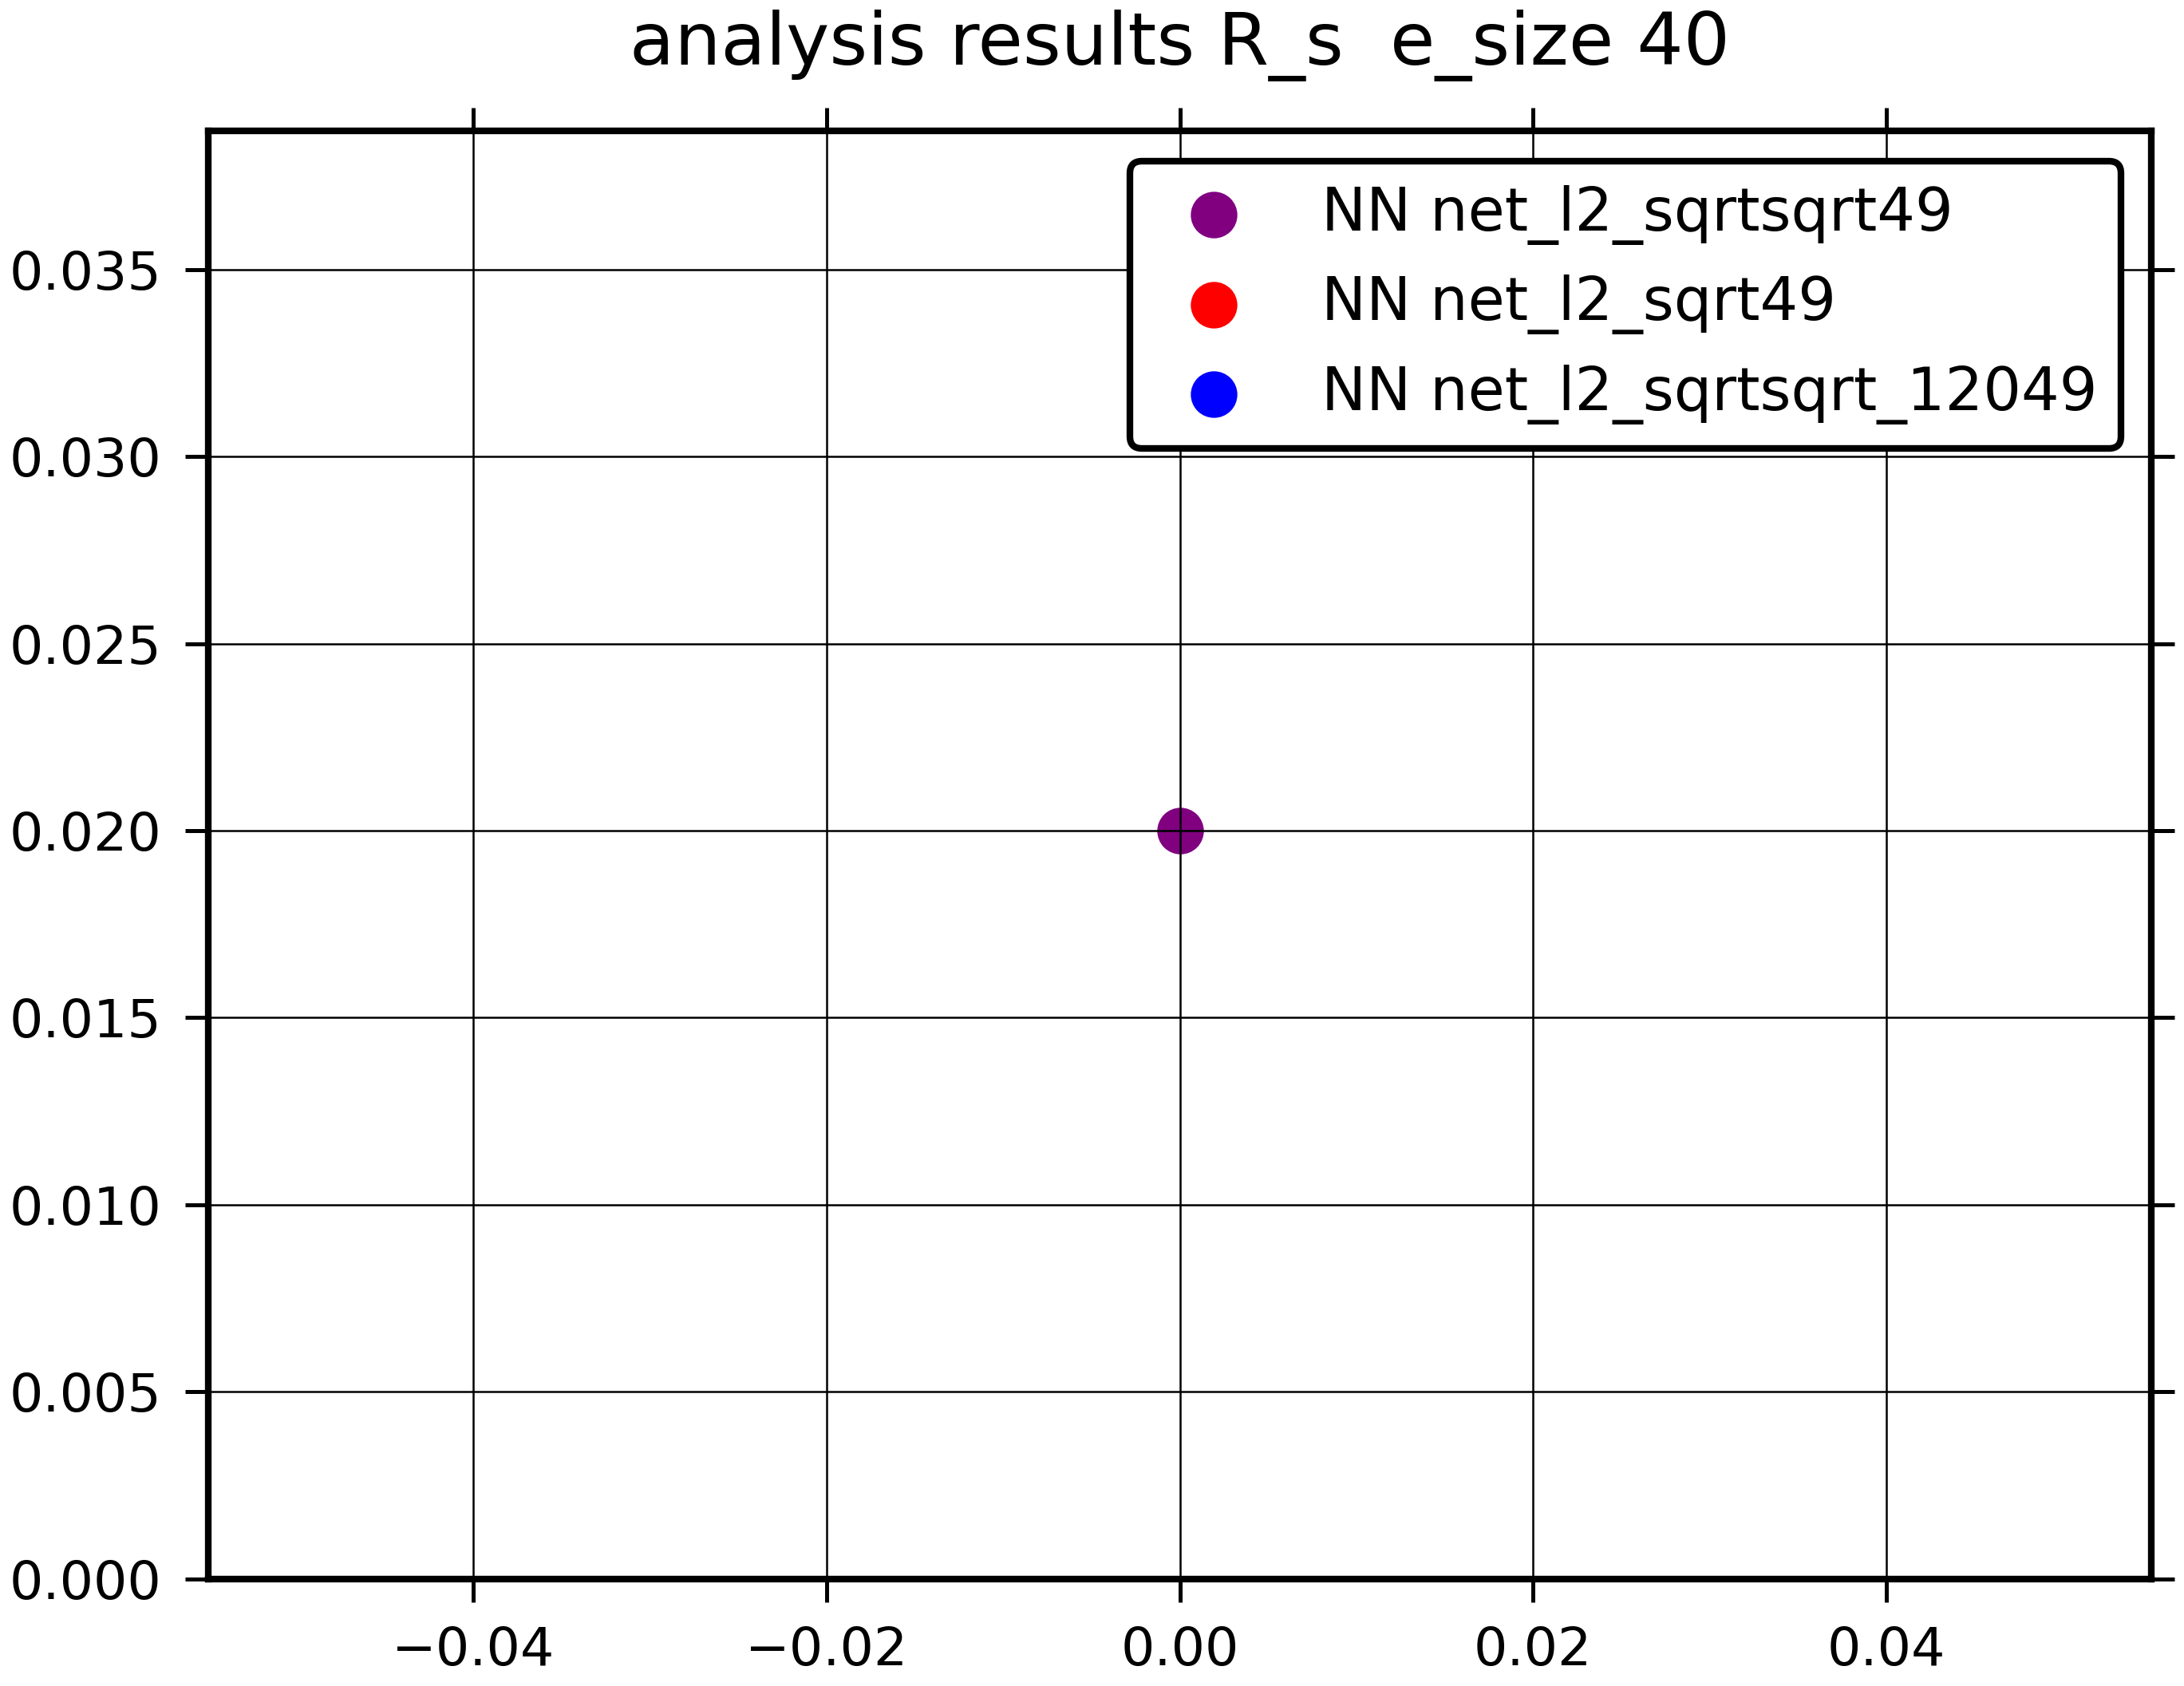 analysis results R_s  e_size 40
NN net_l2_sqrtsqrt49
NN net_l2_sqrt49
NN net_l2_sqrtsqrt_12049
0.035
0.030
0.025
0.020
0.015
0.010
0.005
0.000
−0.04 −0.02 0.00 0.02 0.04